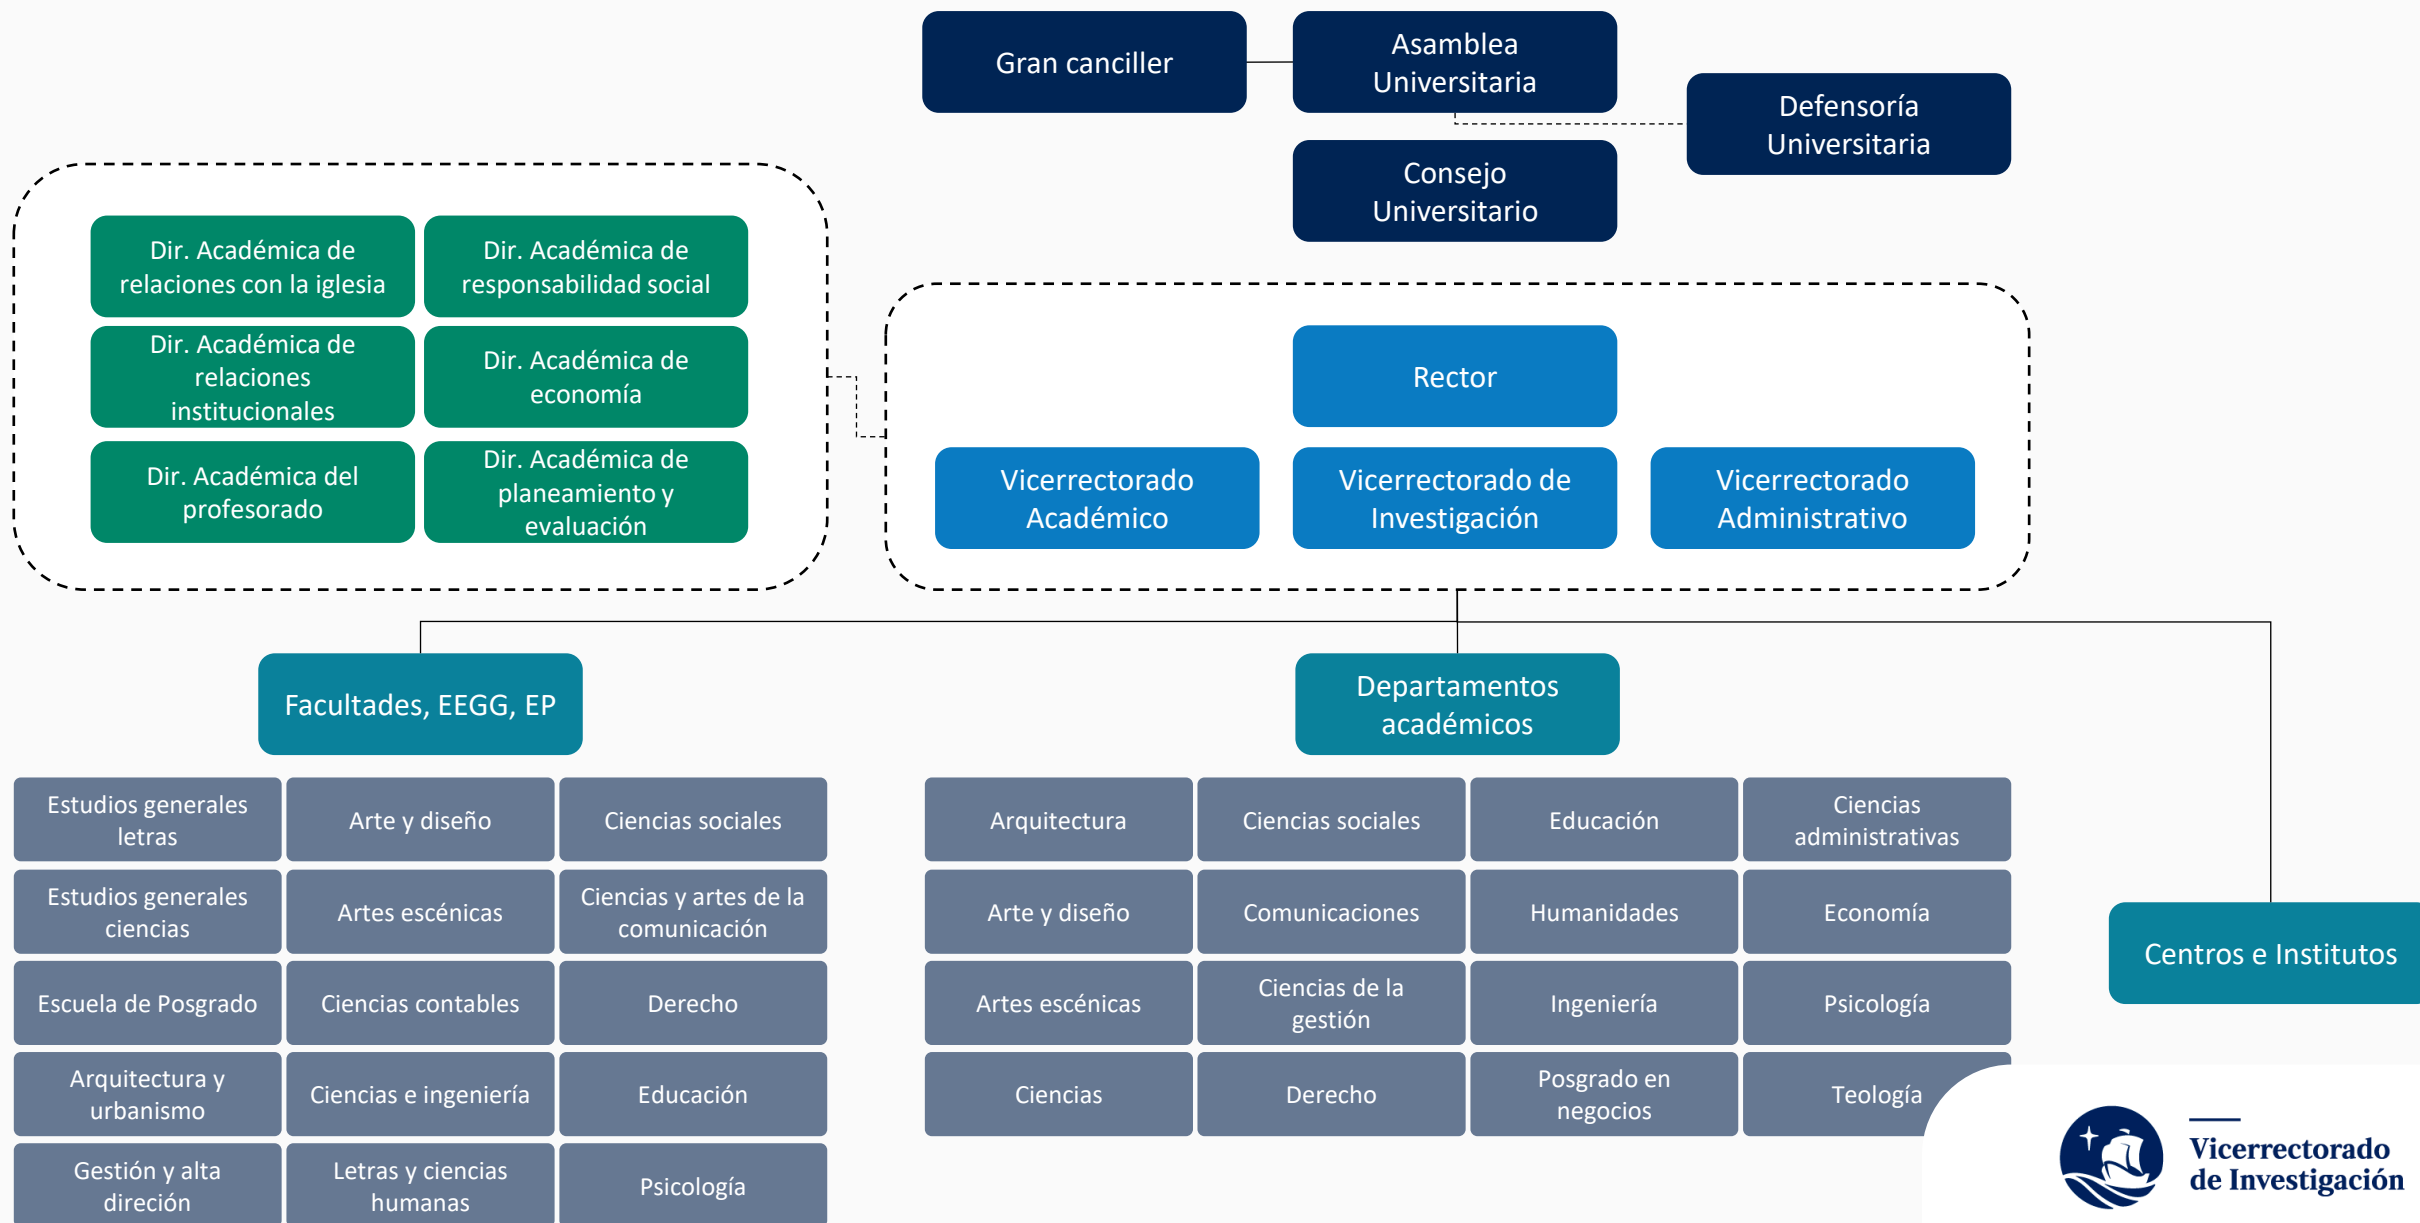 Gran canciller
Asamblea
Universitaria
Defensoría
Universitaria
Consejo
Universitario
Dir. Académica de
relaciones con la iglesia
Dir. Académica de
responsabilidad social
Dir. Académica de
relaciones
institucionales
Dir. Académica de
economía
Dir. Académica del
profesorado
Dir. Académica de
planeamiento y
evaluación
Rector
Vicerrectorado
Académico
Vicerrectorado de
Investigación
Vicerrectorado
Administrativo
Facultades, EEGG, EP
Departamentos
académicos
Centros e Institutos
Estudios generales
letras
Arte y diseño
Ciencias sociales
Estudios generales
ciencias
Artes escénicas
Ciencias y artes de la
comunicación
Escuela de Posgrado
Ciencias contables
Derecho
Arquitectura y
urbanismo
Ciencias e ingeniería
Educación
Gestión y alta
direción
Letras y ciencias
humanas
Psicología
Arquitectura
Ciencias sociales
Educación
Ciencias
administrativas
Arte y diseño
Comunicaciones
Humanidades
Economía
Artes escénicas
Ciencias de la
gestión
Ingeniería
Psicología
Ciencias
Derecho
Posgrado en
negocios
Teología
Vicerrectorado
de Investigación